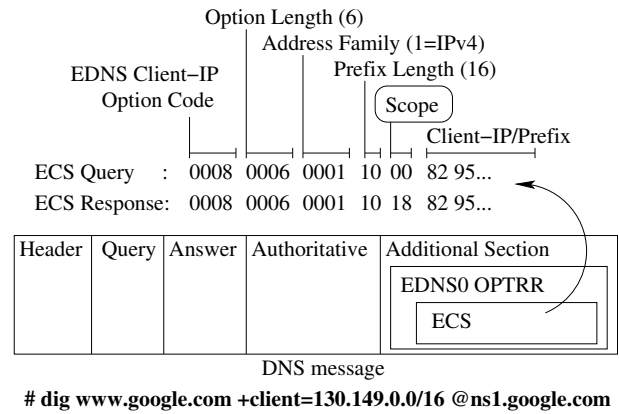 Option Length (6)
Address Family (1=IPv4)
EDNS Client−IP
Option Code
Prefix Length (16)
Scope
Client−IP/Prefix
ECS Query : 0008 0006 0001 10 00 82 95...
ECS Response: 0008 0006 0001 10 18 82 95...
Header Query Answer Authoritative Additional Section
EDNS0 OPTRR
ECS
DNS message
# dig www.google.com +client=130.149.0.0/16 @ns1.google.com